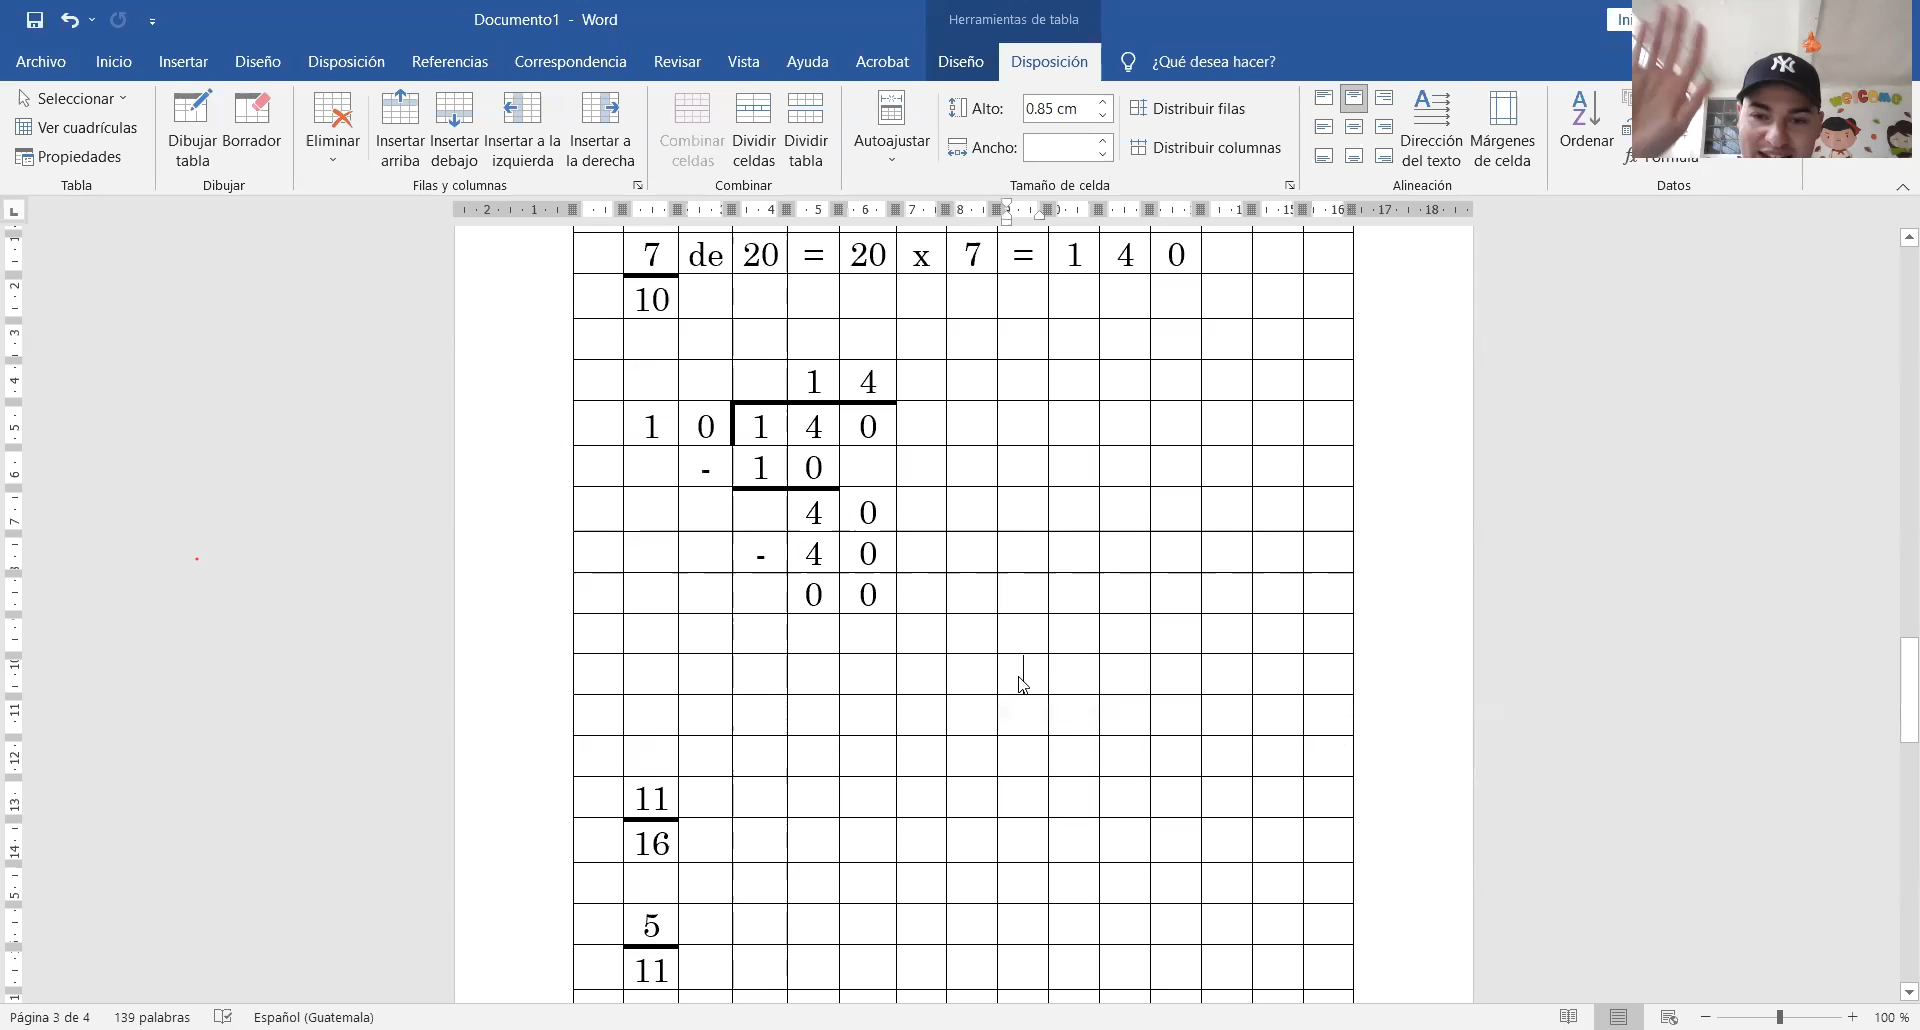 Documento1 - Word
Herramientas de tabla
Archivo Inicio Insertar Diseño Disposición Referencias Correspondencia Revisar Vista Ayuda Acrobat Diseño Disposición ¿Qué desea hacer?
Seleccionar
Ver cuadrículas
Propiedades
Tabla
Dibujar tabla
Borrador
Dibujar
Eliminar
Insertar arriba
Insertar debajo
Insertar a la izquierda
Insertar a la derecha
Filas y columnas
Combinar celdas
Dividir celdas
Dividir tabla
Combinar
Autoajustar
Alto: 0.85 cm
Ancho:
Distribuir filas
Distribuir columnas
Tamaño de celda
Dirección del texto
Márgenes de celda
Alineación
Ordenar
Fórmula
Datos
NY
welcome
7 de 20 = 20 x 7 = 1 4 0
10
1 4
1 0 1 4 0
- 1 0
4 0
- 4 0
0 0
11
16
5
11
Página 3 de 4 139 palabras Español (Guatemala) 100 %